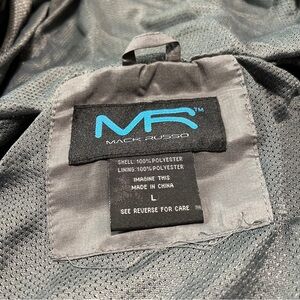 MR™
MACK RUSSO
SHELL: 100% POLYESTER
LINING: 100% POLYESTER
IMAGINE THIS
MADE IN CHINA
L
SEE REVERSE FOR CARE